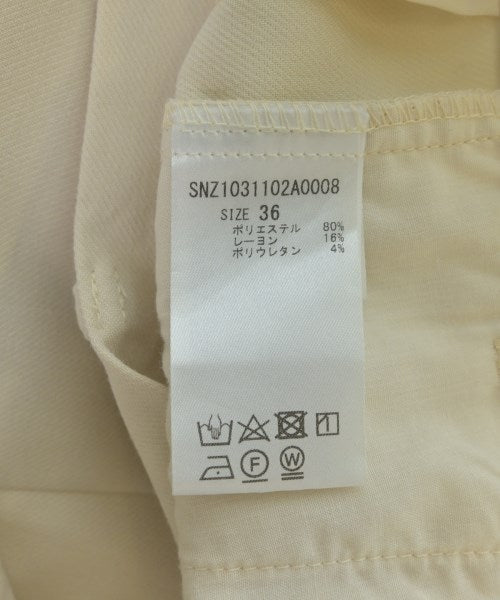 SNZ1031102A0008
SIZE 36
ポリエステル 80%
レーヨン 16%
ポリウレタン 4%
F W